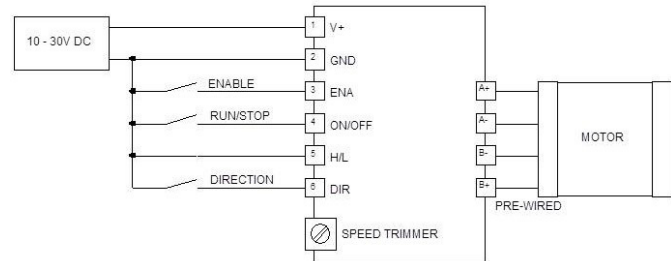 10 - 30V DC
1 V+
2 GND
ENABLE
3 ENA
RUN/STOP
4 ON/OFF
5 H/L
DIRECTION
6 DIR
SPEED TRIMMER
A+
A-
B-
B+
MOTOR
PRE-WIRED